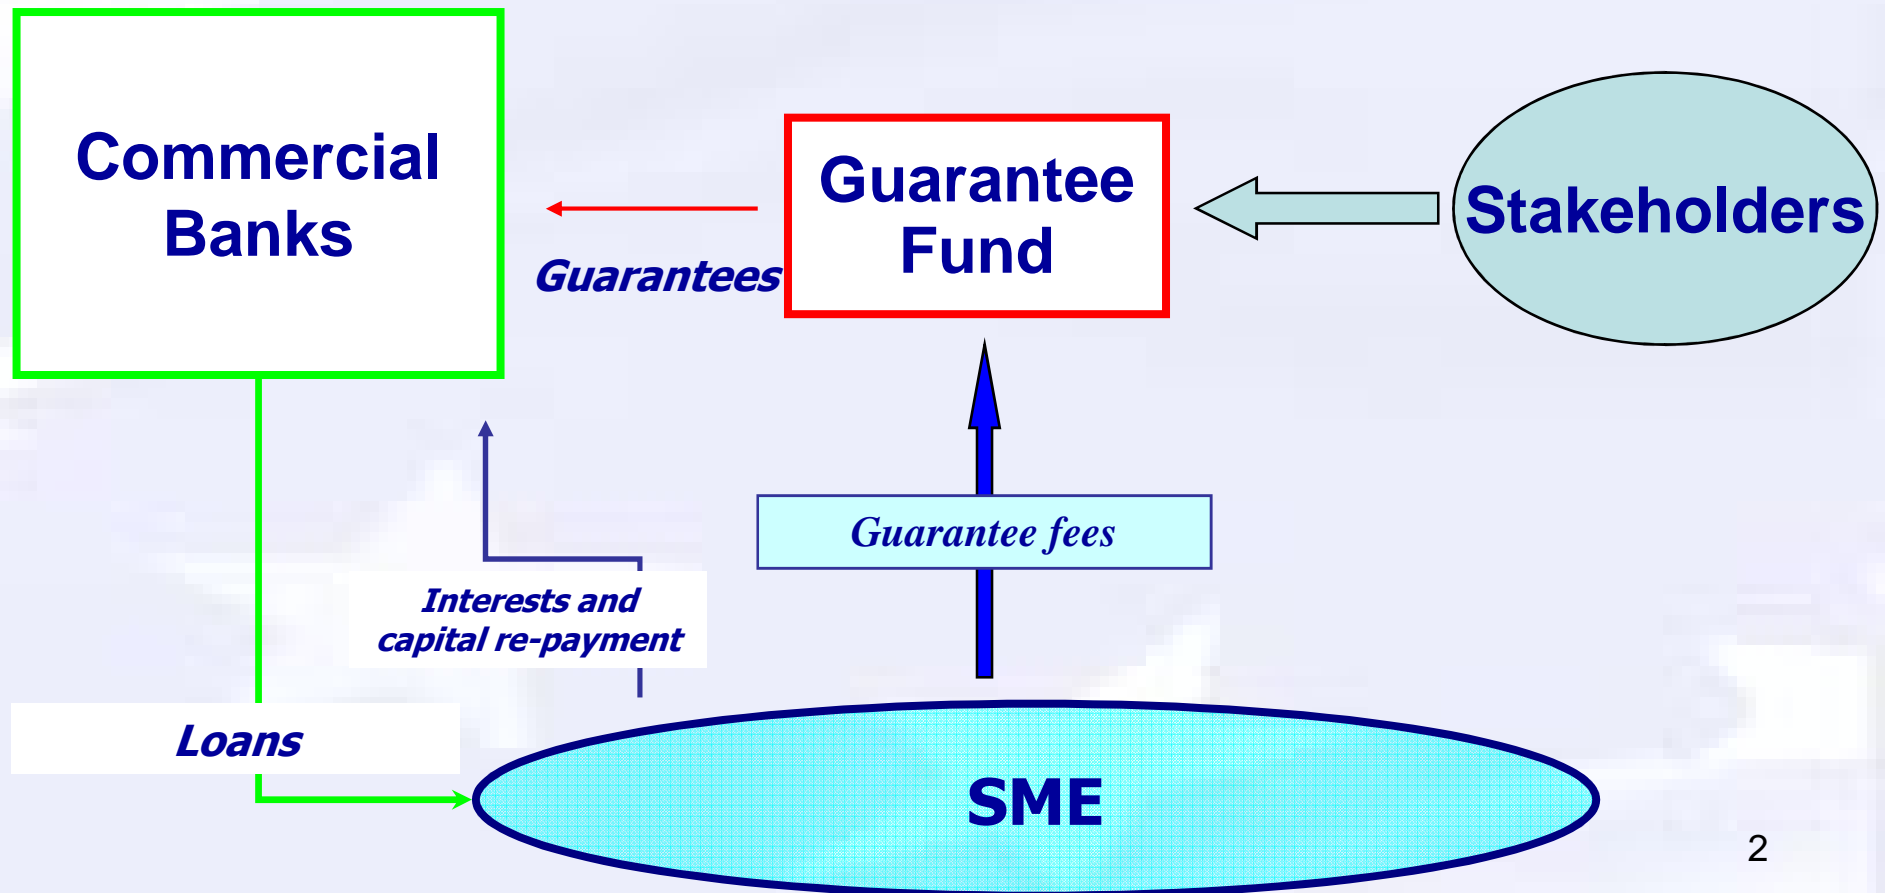 Commercial
Banks
Guarantee
Fund
Stakeholders
Guarantees
Guarantee fees
Interests and
capital re-payment
Loans
SME
2